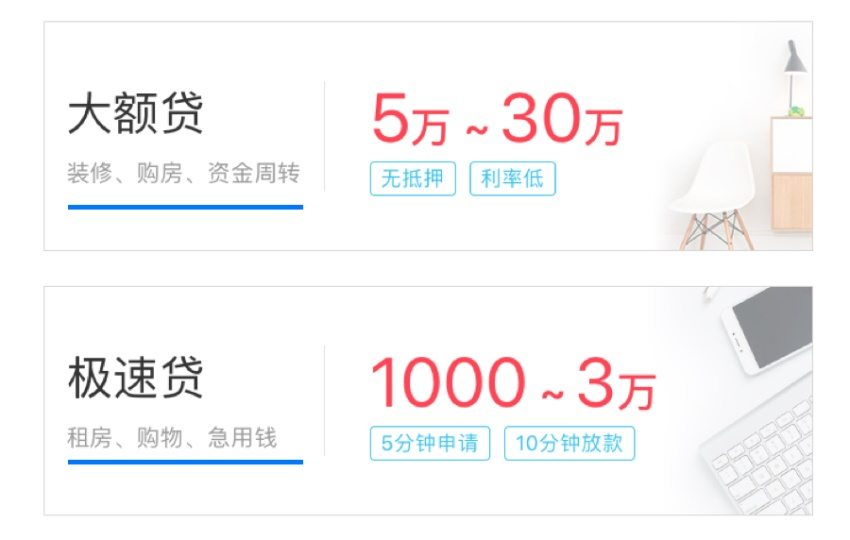 大额贷
装修、购房、资金周转
5万 ~ 30万
无抵押 利率低
极速贷
租房、购物、急用钱
1000 ~ 3万
5分钟申请 10分钟放款